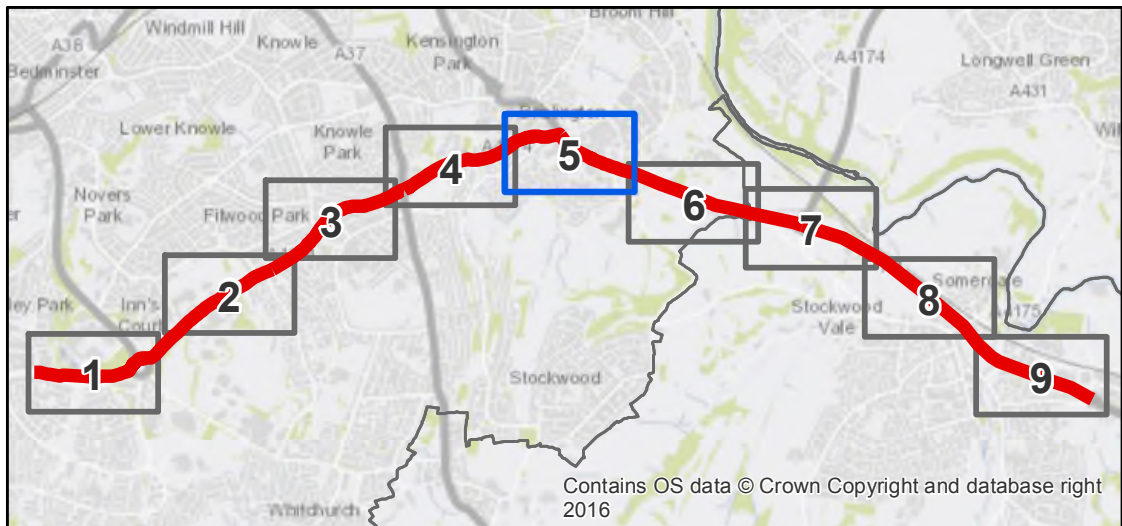 Windmill Hill
Broom Hill
A38
Knowle
A37
Kensington
Park
A4174
Longwell Green
Bedminster
A431
Lower Knowle
Knowle
Park
4
5
Novers
Park
3
6
7
Filwood Park
Inn's
Court
2
Somerdale
8
A4175
Stockwood
Vale
1
Stockwood
9
Contains OS data © Crown Copyright and database right
2016
Whitchurch